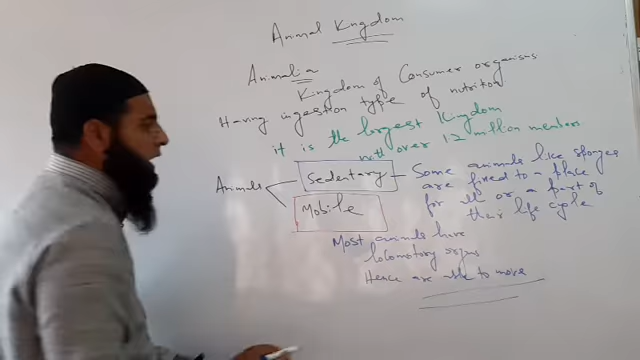 Animal Kingdom
Animalia
Kingdom of Consumer organisms
Having ingestion type of nutrition
it is the largest Kingdom
with over 1.2 million members
Animals
Sedentary
Some animals like sponges
are fixed to a place
for all or a part of
their life cycle
Mobile
Most animals have
locomotory organs
Hence are able to move